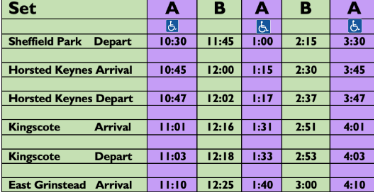 Set A B A B A
Sheffield Park Depart 10:30 11:45 1:00 2:15 3:30
Horsted Keynes Arrival 10:45 12:00 1:15 2:30 3:45
Horsted Keynes Depart 10:47 12:02 1:17 2:37 3:47
Kingscote Arrival 11:01 12:16 1:31 2:51 4:01
Kingscote Depart 11:03 12:18 1:33 2:53 4:03
East Grinstead Arrival 11:10 12:25 1:40 3:00 4:10